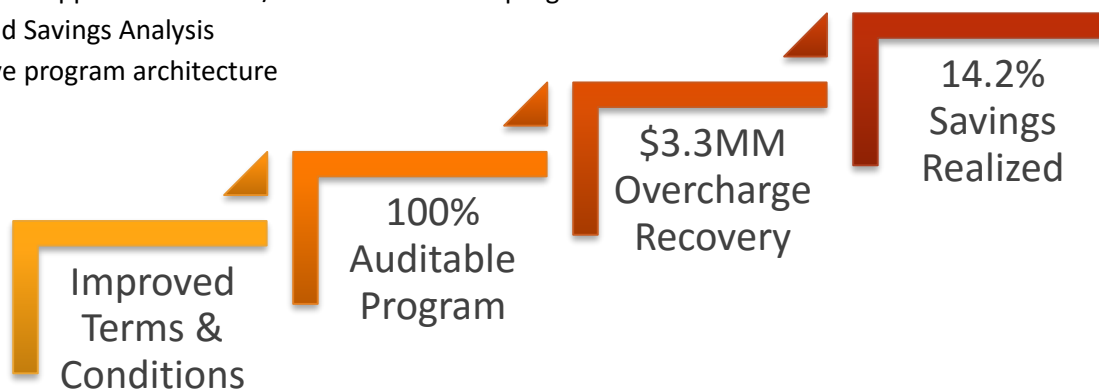 d Savings Analysis
e program architecture
14.2%
Savings
Realized
$3.3MM
Overcharge
Recovery
100%
Auditable
Program
Improved
Terms &
Conditions